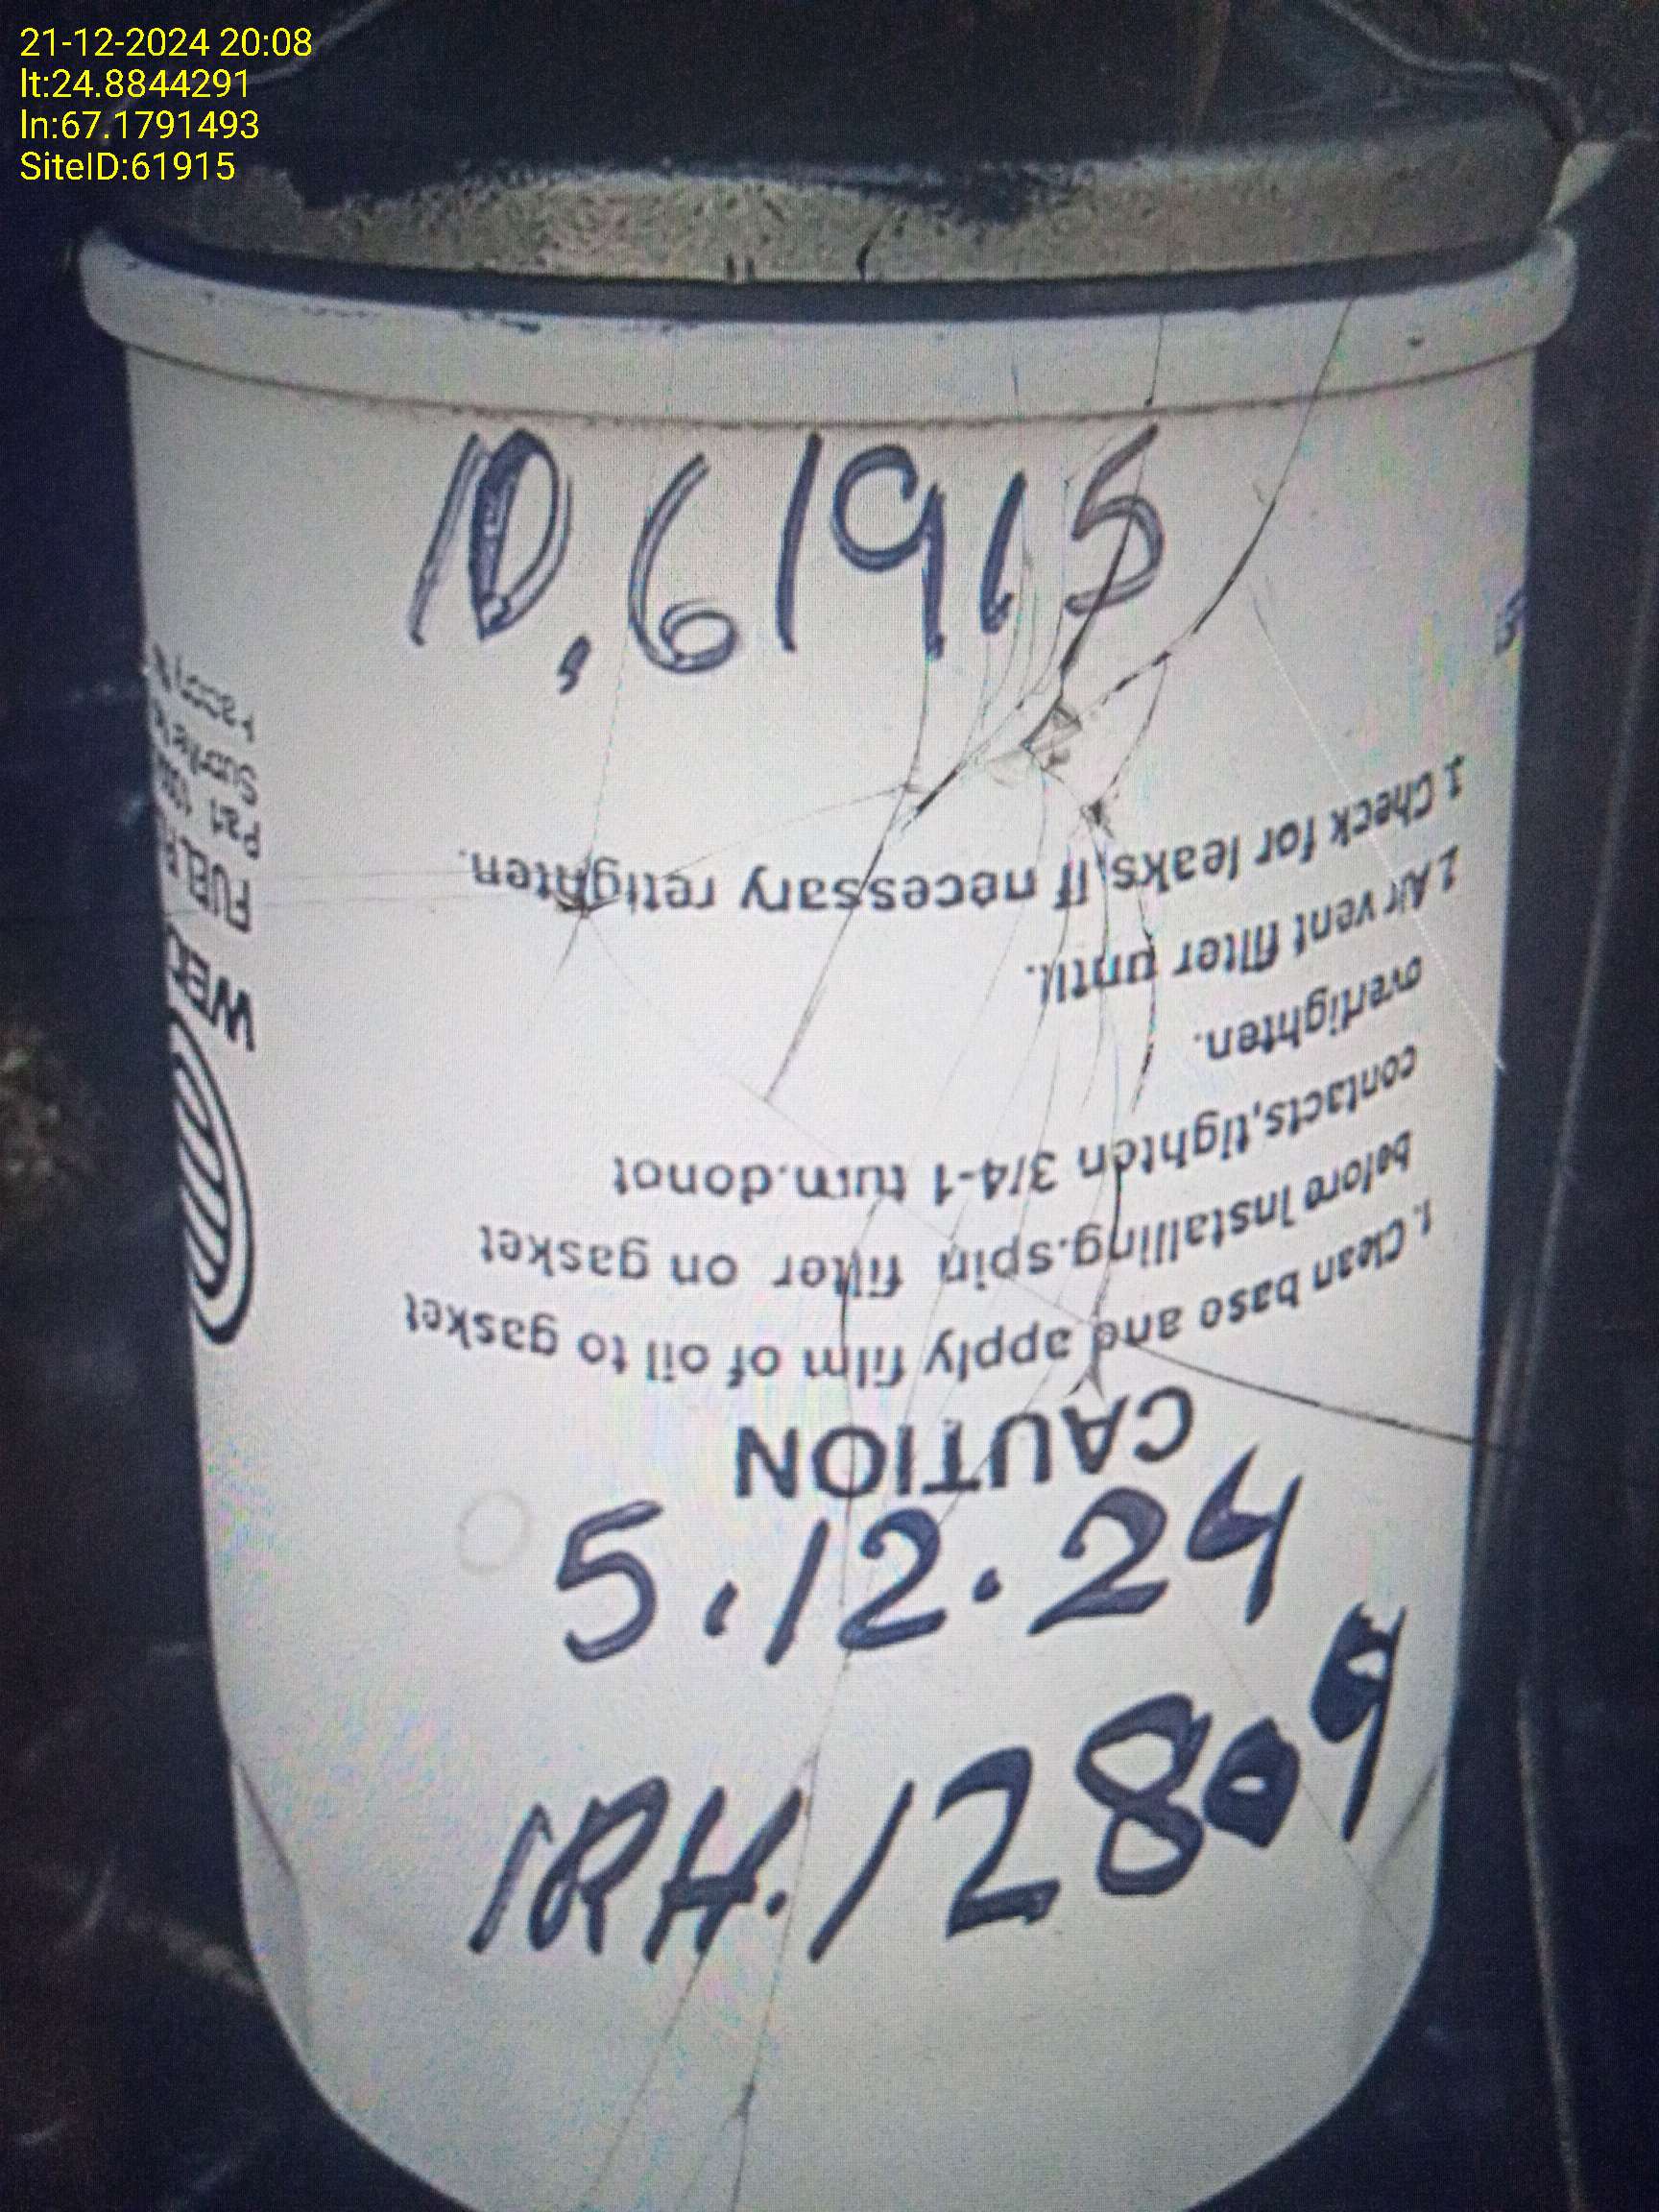 21-12-2024 20:08
lt:24.8844291
ln:67.1791493
SiteID:61915
ID.61915
CAUTION
1. Clean base and apply film of oil to gasket
before installing.spin filter on gasket
contacts,tighten 3/4-1 turn.donot
overtighten.
2. Air vent filter until.
3. Check for leaks,if necessary retighten.
5.12.24
RH.12809